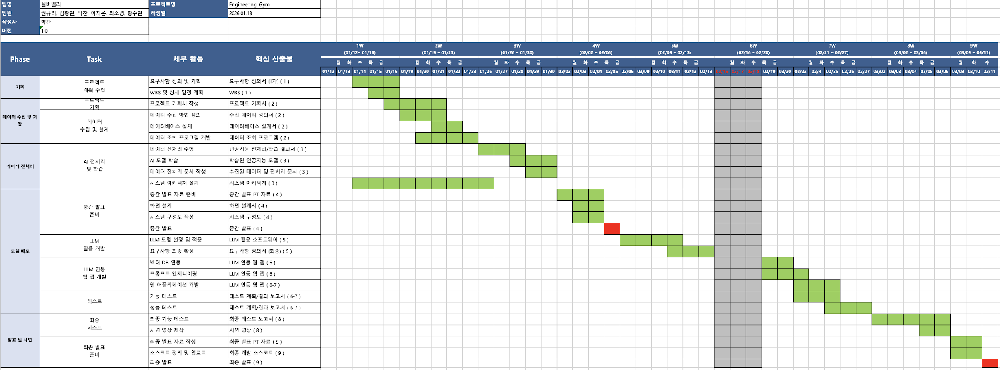 팀명 실버벨리 프로젝트명 Engineering Gym
팀원 권규리, 김황현, 박찬, 이지은, 최소영, 황수현 작성일 2026.01.18
작성자 박찬
버전 1.0
Phase Task 세부 활동 핵심 산출물
1W 2W 3W 4W 5W 6W 7W 8W 9W
(01/12~ 01/16) (01/19 ~ 01/23) (01/26 ~ 01/30) (02/02 ~ 02/06) (02/09 ~ 02/13) (02/16 ~ 02/20) (02/21 ~ 02/27) (03/02 ~ 03/06) (03/09 ~ 03/11)
월 화 수 목 금 월 화 수 목 금 월 화 수 목 금 월 화 수 목 금 월 화 수 목 금 월 화 수 목 금 월 화 수 목 금 월 화 수 목 금 월 화 수
01/12 01/13 01/14 01/15 01/16 01/19 01/20 01/21 01/22 01/23 01/26 01/27 01/28 01/29 01/30 02/02 02/03 02/04 02/05 02/06 02/09 02/10 02/11 02/12 02/13 02/16 02/17 02/18 02/19 02/20 02/23 02/4 02/25 02/26 02/27 03/02 03/03 03/04 03/05 03/06 03/09 03/10 03/11
기획
프로젝트
계획 수립
요구사항 정의 및 기획 요구사항 정의서 (1차) ( 1 )
WBS 및 상세 일정 계획 WBS ( 1 )
데이터 수집 및 저
장
프로젝트
기획
프로젝트 기획서 작성 프로젝트 기획서 ( 2 )
데이터
수집 및 설계
데이터 수집 방법 정의 수집 데이터 정의서 ( 2 )
데이터베이스 설계 데이터베이스 설계서 ( 2 )
데이터 조회 프로그램 개발 데이터 조회 프로그램 ( 2 )
데이터 전처리
AI 전처리
및 학습
데이터 전처리 수행 인공지능 전처리/학습 결과서 ( 3 )
AI 모델 학습 학습된 인공지능 모델 ( 3 )
데이터 전처리 문서 작성 수집된 데이터 및 전처리 문서 ( 3 )
시스템 아키텍처 설계 시스템 아키텍처 ( 3 )
모델 배포
중간 발표
준비
중간 발표 자료 준비 중간 발표 PT 자료 ( 4 )
화면 설계 화면 설계서 ( 4 )
시스템 구성도 작성 시스템 구성도 ( 4 )
중간 발표 중간 발표 ( 4 )
LLM
활용 개발
LLM 모델 선정 및 적용 LLM 활용 소프트웨어 ( 5 )
요구사항 최종 확정 요구사항 정의서 (최종) ( 5 )
LLM 연동
웹 앱 개발
벡터 DB 연동 LLM 연동 웹 앱 ( 6 )
프롬프트 엔지니어링 LLM 연동 웹 앱 ( 6 )
웹 애플리케이션 개발 LLM 연동 웹 앱 ( 6-7 )
테스트
기능 테스트 테스트 계획/결과 보고서 ( 6-7 )
성능 테스트 테스트 계획/결과 보고서 ( 6-7 )
발표 및 시연
최종
테스트
최종 기능 테스트 최종 테스트 보고서 ( 8 )
시연 영상 제작 시연 영상 ( 8 )
최종 발표
준비
최종 발표 자료 작성 최종 발표 PT 자료 ( 9 )
소스코드 정리 및 업로드 최종 개발 소스코드 ( 9 )
최종 발표 최종 발표 ( 9 )